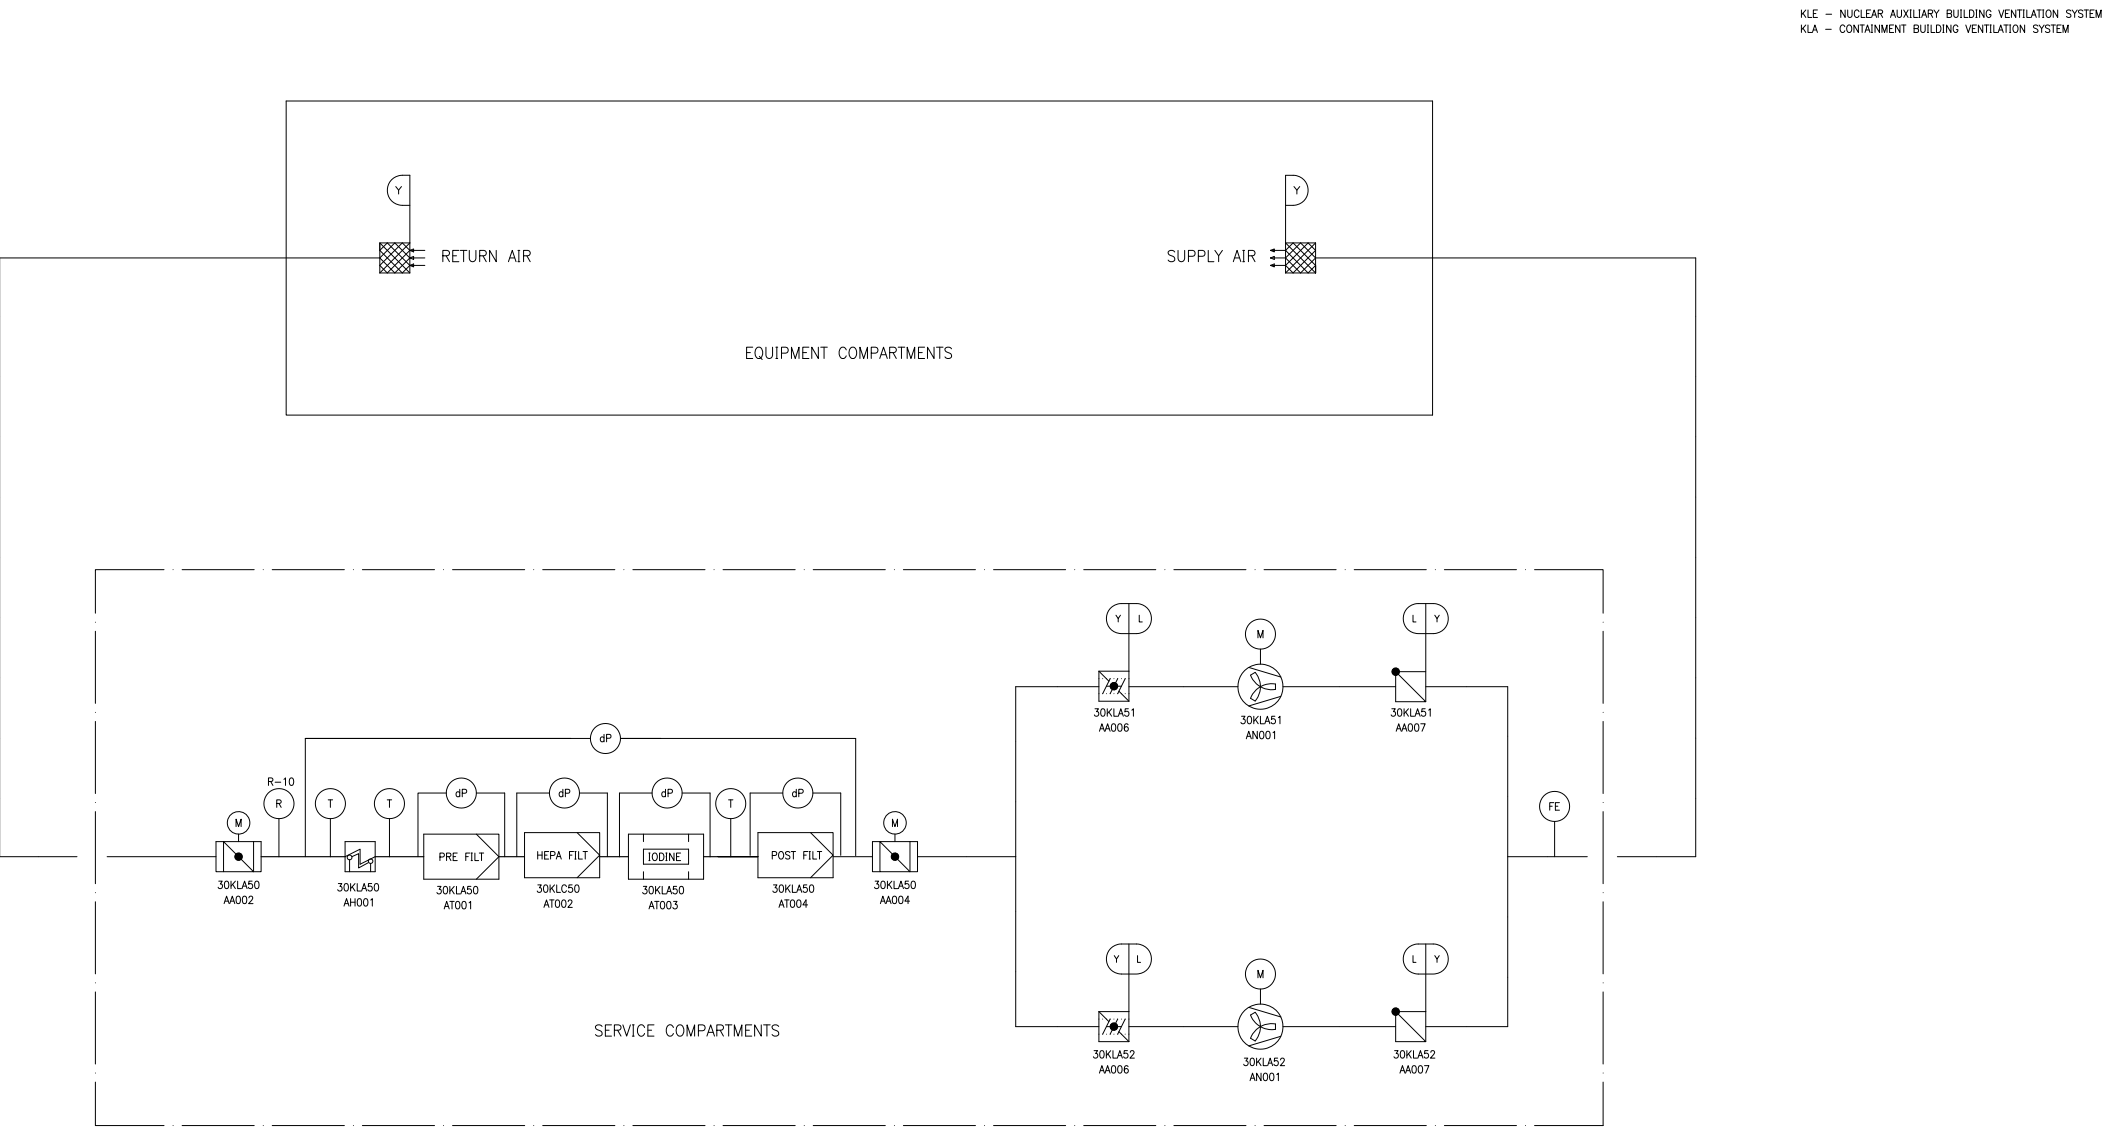 KLE – NUCLEAR AUXILIARY BUILDING VENTILATION SYSTEM
KLA – CONTAINMENT BUILDING VENTILATION SYSTEM
Y
Y
RETURN AIR
SUPPLY AIR
EQUIPMENT COMPARTMENTS
Y L
M
L Y
30KLA51
AA006
30KLA51
AN001
30KLA51
AA007
dP
R-10
M
R
T
T
dP
dP
dP
T
dP
M
FE
PRE FILT
HEPA FILT
IODINE
POST FILT
30KLA50
AA002
30KLA50
AH001
30KLA50
AT001
30KLC50
AT002
30KLA50
AT003
30KLA50
AT004
30KLA50
AA004
Y L
M
L Y
SERVICE COMPARTMENTS
30KLA52
AA006
30KLA52
AN001
30KLA52
AA007